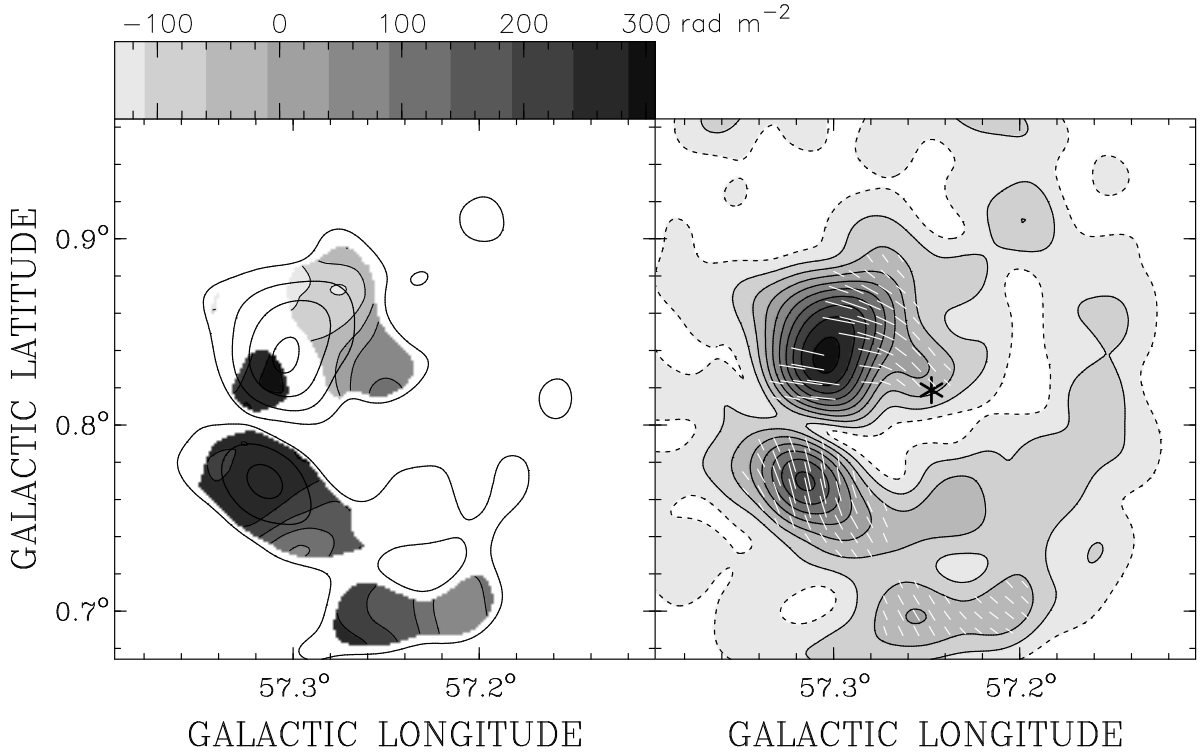 −100 0 100 200 300 rad m⁻²
GALACTIC LATITUDE
0.9°
0.8°
0.7°
57.3° 57.2° 57.3° 57.2°
GALACTIC LONGITUDE GALACTIC LONGITUDE